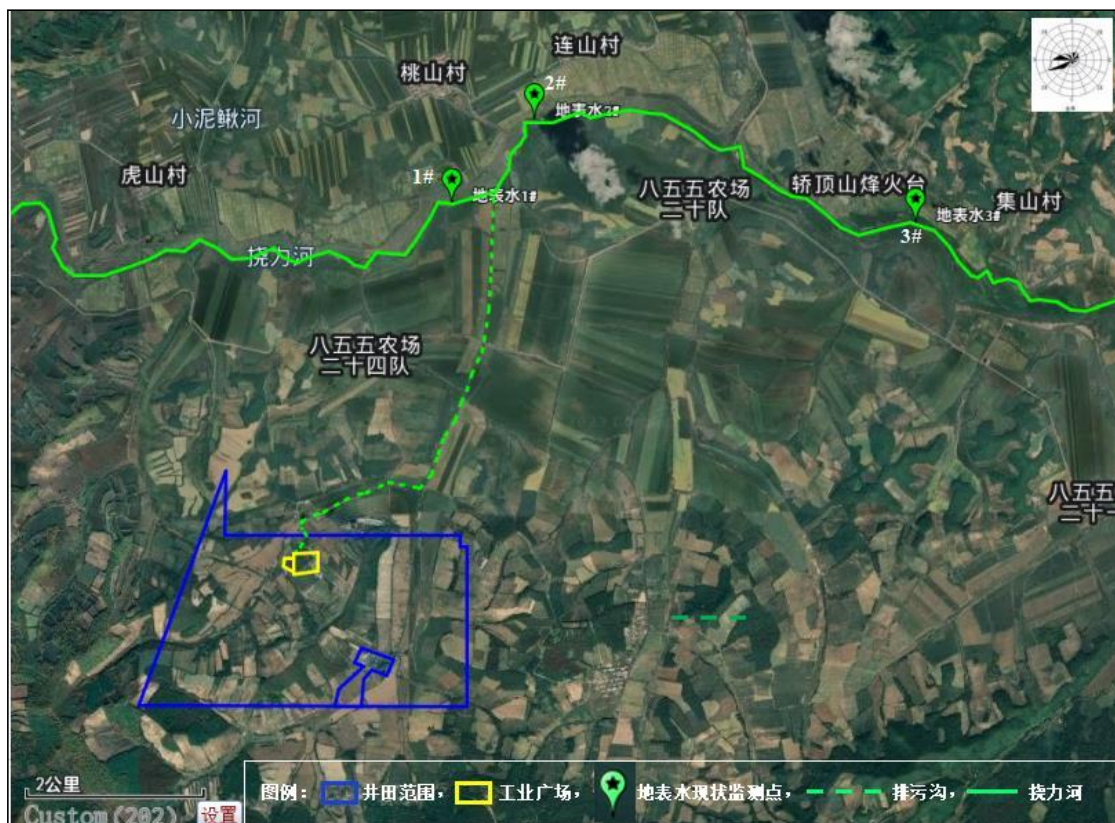 连山村
桃山村
2#
地表水2#
小泥鳅河
虎山村
1#
地表水1#
八五五农场
二十队
轿顶山烽火台
集山村
地表水3#
3#
挠力河
八五五农场
二十四队
八五五
二十
2公里
Custom(202)
设置
图例：井田范围，工业广场，地表水现状监测点，排污沟，挠力河